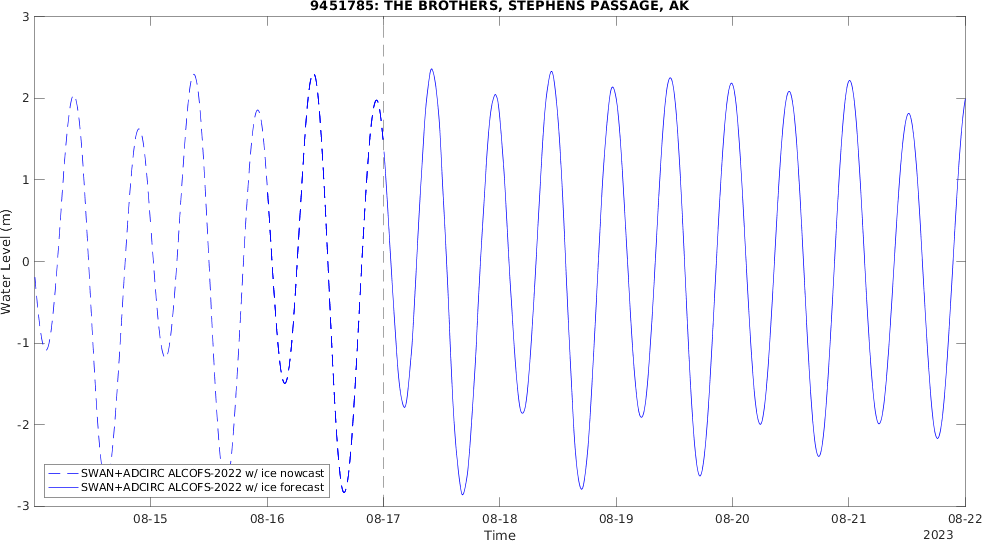 9451785: THE BROTHERS, STEPHENS PASSAGE, AK
3
2
1
0
-1
-2
-3
Water Level (m)
SWAN+ADCIRC ALCOFS-2022 w/ ice nowcast
SWAN+ADCIRC ALCOFS-2022 w/ ice forecast
08-15 08-16 08-17 08-18 08-19 08-20 08-21 08-22
Time
2023